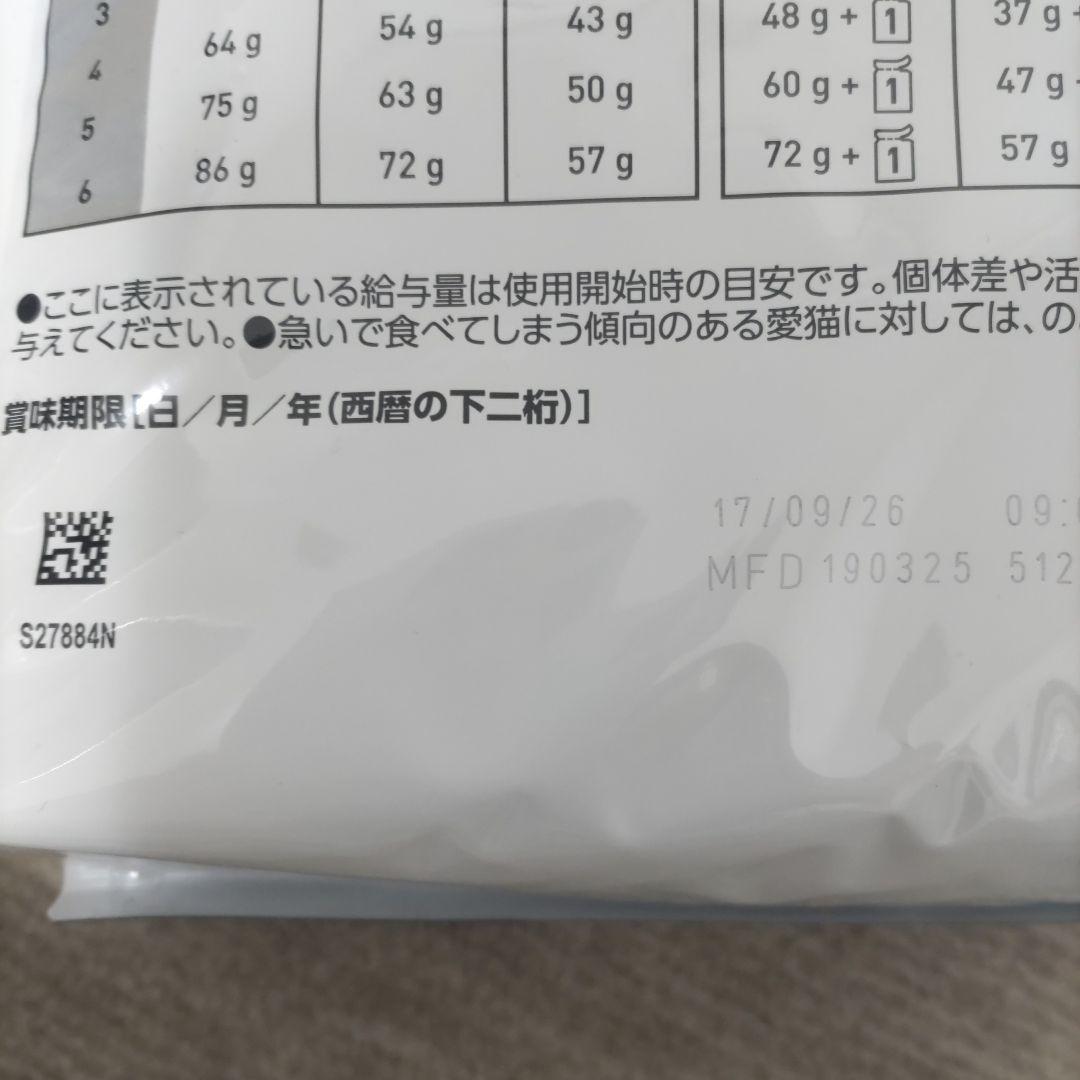 3 64 g 54 g 43 g 48 g + 1 37 g +
4 75 g 63 g 50 g 60 g + 1 47 g
5 86 g 72 g 57 g 72 g + 1 57 g
6
●ここに表示されている給与量は使用開始時の目安です。個体差や活
与えてください。●急いで食べてしまう傾向のある愛猫に対しては、の
賞味期限[日/月/年(西暦の下二桁)]
17/09/26 09:
MFD 190325 512
S27884N